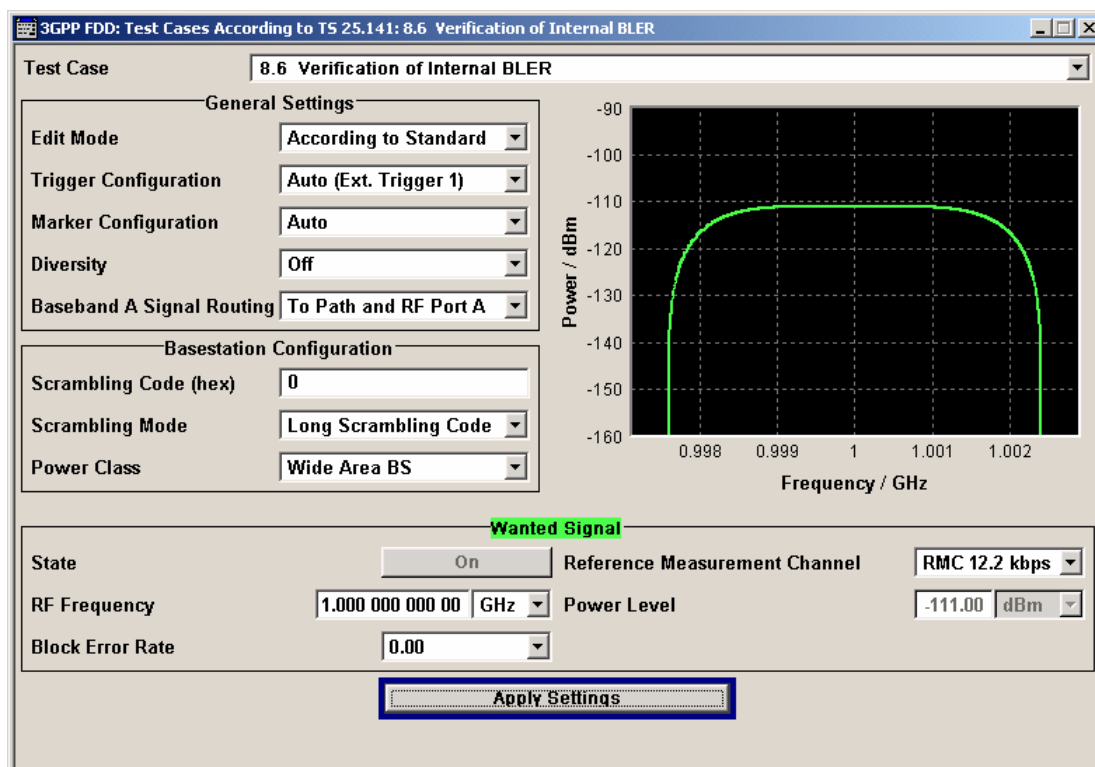 3GPP FDD: Test Cases According to TS 25.141: 8.6 Verification of Internal BLER
Test Case 8.6 Verification of Internal BLER
General Settings
Edit Mode According to Standard
Trigger Configuration Auto (Ext. Trigger 1)
Marker Configuration Auto
Diversity Off
Baseband A Signal Routing To Path and RF Port A
Basestation Configuration
Scrambling Code (hex) 0
Scrambling Mode Long Scrambling Code
Power Class Wide Area BS
Power / dBm
-90
-100
-110
-120
-130
-140
-150
-160
0.998 0.999 1 1.001 1.002
Frequency / GHz
Wanted Signal
State On Reference Measurement Channel RMC 12.2 kbps
RF Frequency 1.000 000 000 00 GHz Power Level -111.00 dBm
Block Error Rate 0.00
Apply Settings